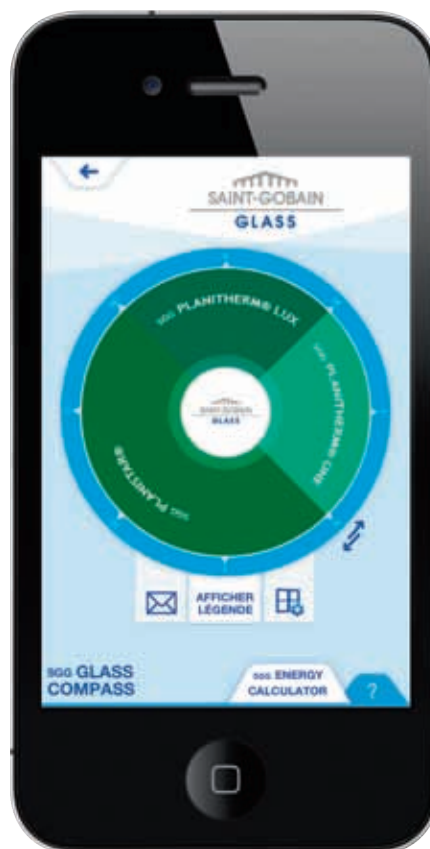 SAINT-GOBAIN
GLASS
SGG PLANITHERM® LUX
SGG PLANITHERM® UN
SGG PLANISTAR®
SAINT-GOBAIN
GLASS
AFFICHER
LÉGENDE
SGG GLASS
COMPASS
SGG ENERGY
CALCULATOR
?